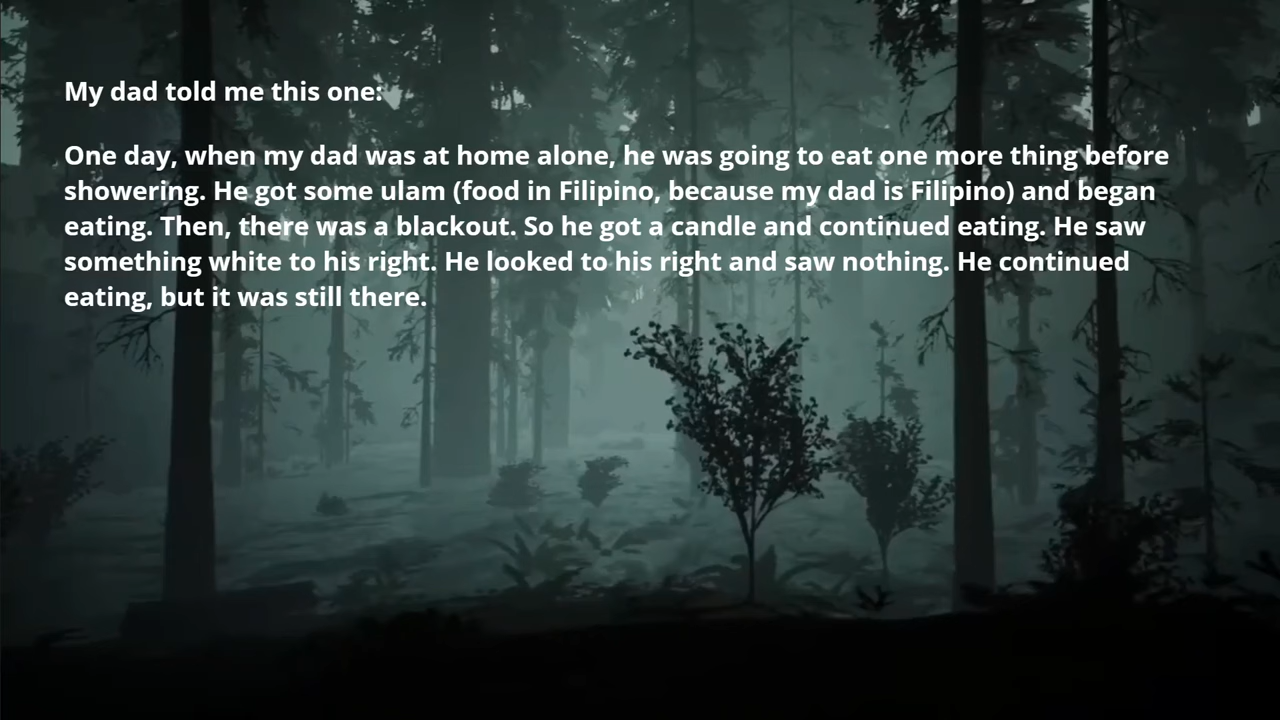 My dad told me this one:
One day, when my dad was at home alone, he was going to eat one more thing before
showering. He got some ulam (food in Filipino, because my dad is Filipino) and began
eating. Then, there was a blackout. So he got a candle and continued eating. He saw
something white to his right. He looked to his right and saw nothing. He continued
eating, but it was still there.